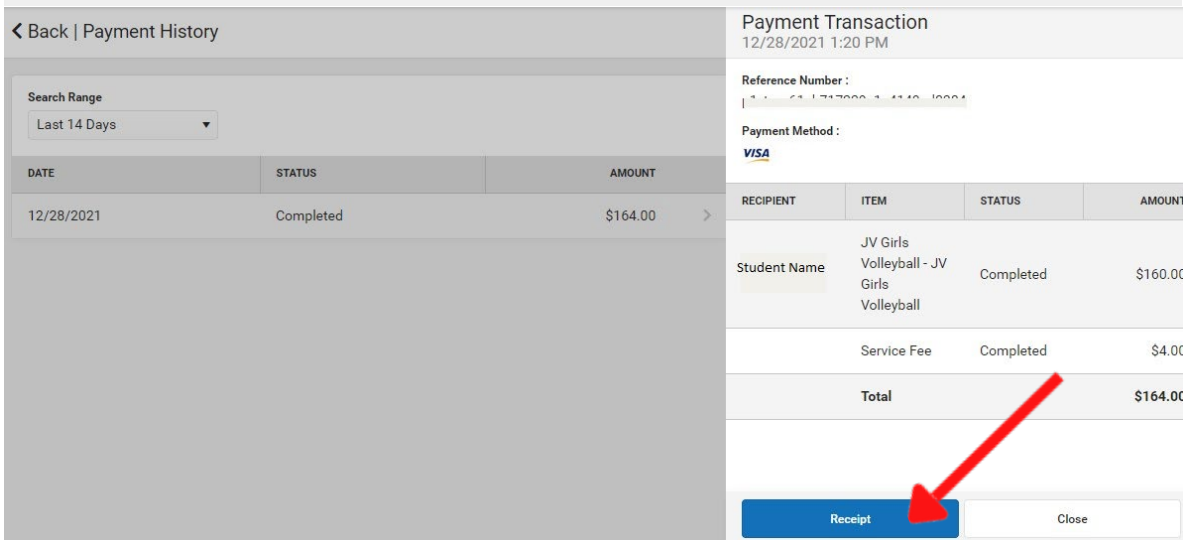 Back | Payment History
Search Range
Last 14 Days
DATE STATUS AMOUNT
12/28/2021 Completed $164.00
Payment Transaction
12/28/2021 1:20 PM
Reference Number :
Payment Method :
VISA
RECIPIENT ITEM STATUS AMOUNT
Student Name JV Girls Volleyball - JV Girls Volleyball Completed $160.00
Service Fee Completed $4.00
Total $164.00
Receipt Close